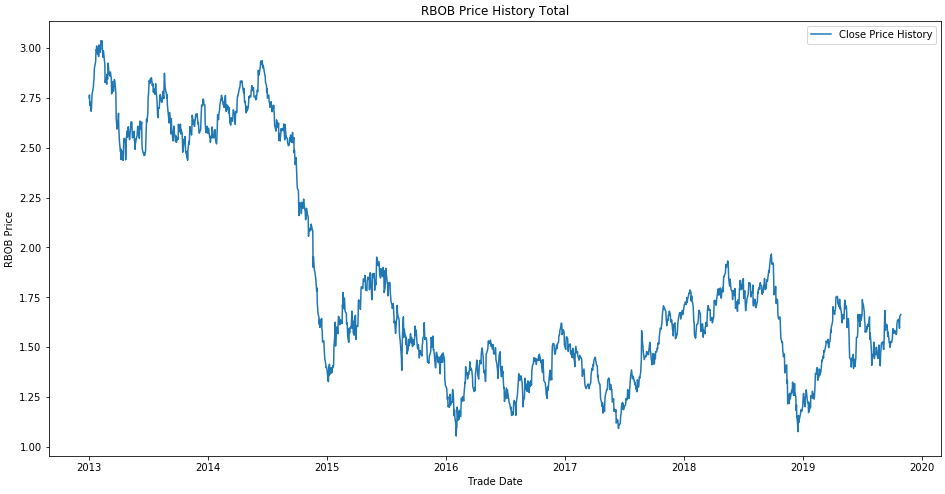 RBOB Price History Total
Close Price History
RBOB Price
3.00
2.75
2.50
2.25
2.00
1.75
1.50
1.25
1.00
2013 2014 2015 2016 2017 2018 2019 2020
Trade Date